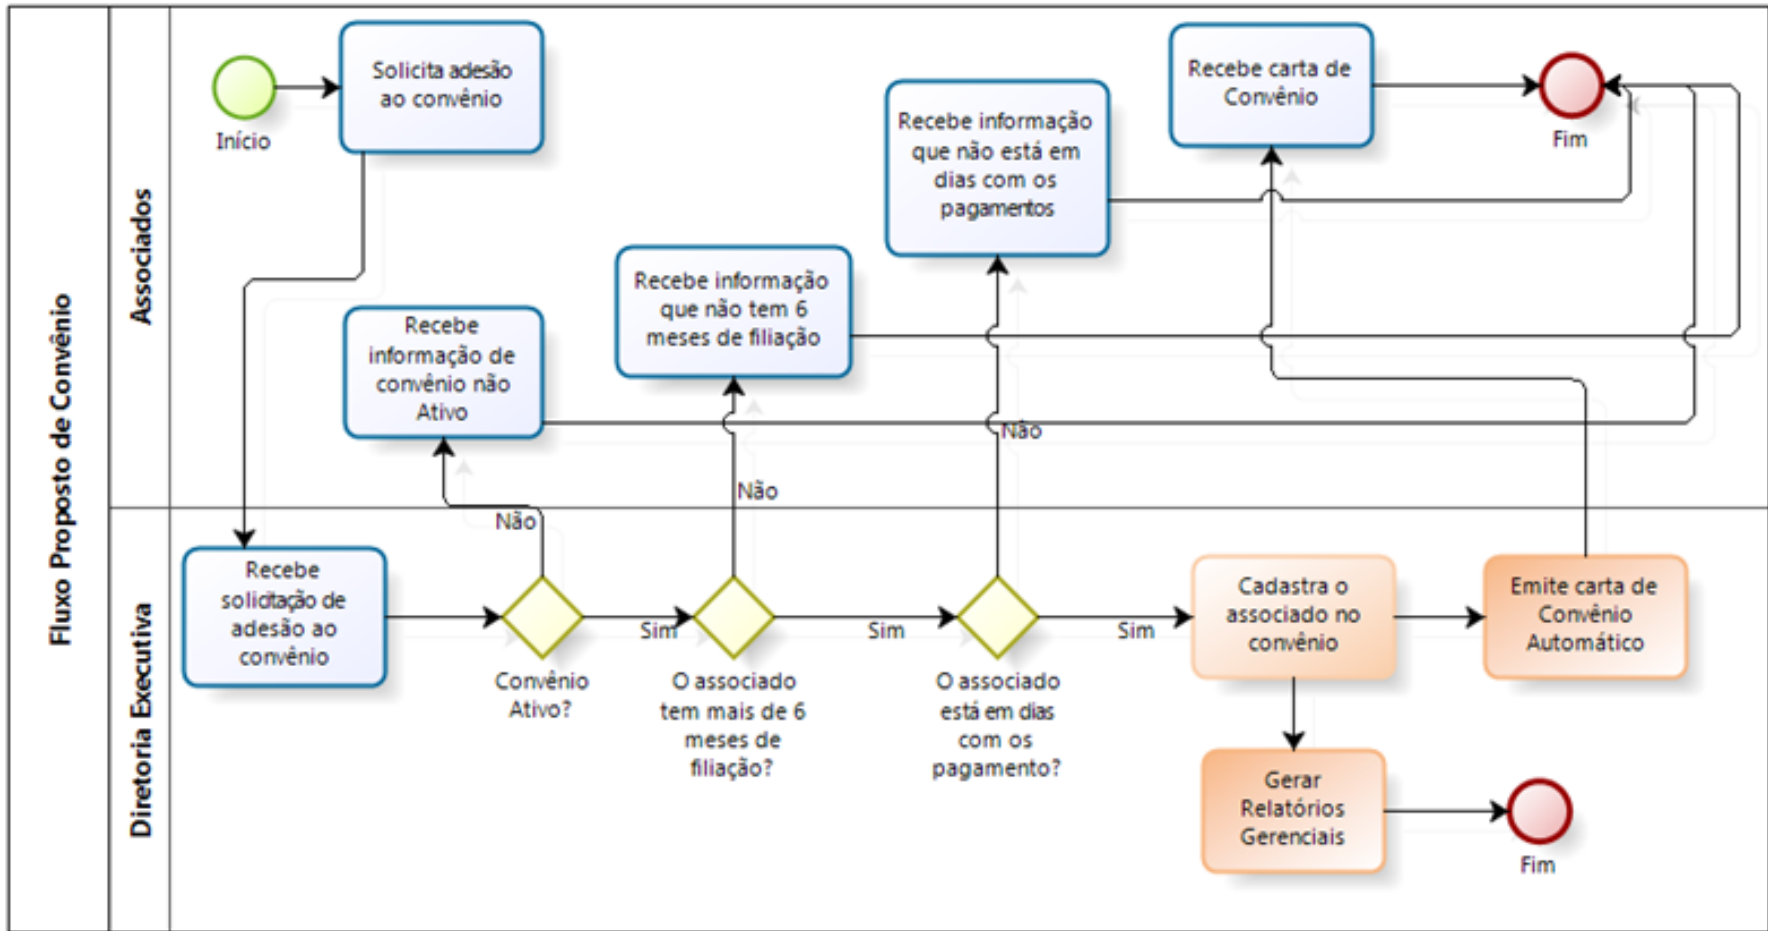 Fluxo Proposto de Convênio
Associados
Início
Solicita adesão
ao convênio
Recebe
informação de
convênio não
Ativo
Recebe informação
que não tem 6
meses de filiação
Recebe informação
que não está em
dias com os
pagamentos
Recebe carta de
Convênio
Fim
Não
Não
Não
Diretoria Executiva
Recebe
solicitação de
adesão ao
convênio
Convênio
Ativo?
Sim
O associado
tem mais de 6
meses de
filiação?
Sim
O associado
está em dias
com os
pagamento?
Sim
Cadastra o
associado no
convênio
Emite carta de
Convênio
Automático
Gerar
Relatórios
Gerenciais
Fim